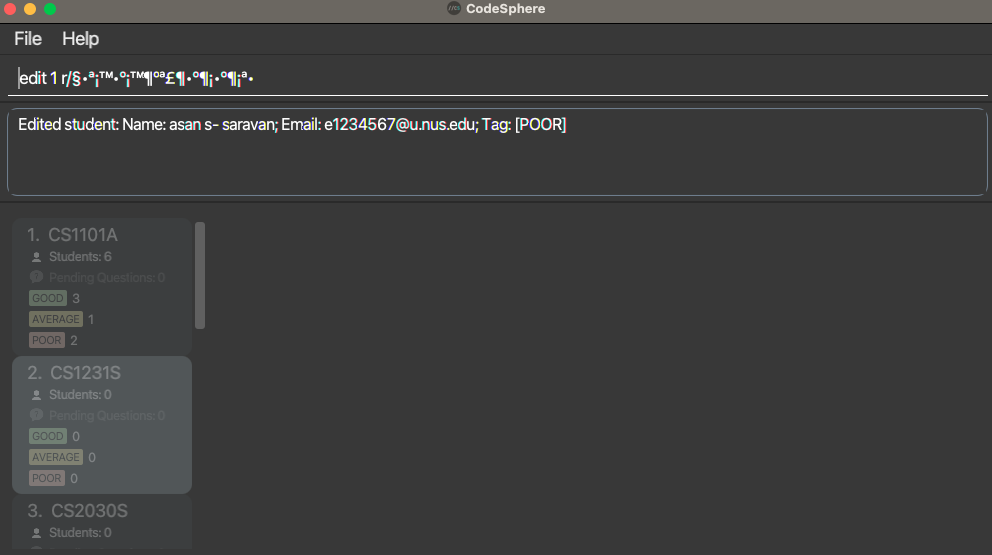 CodeSphere
File Help
edit 1 r/§•ª¡™•º¡™¶ºª£¶•º¶¡•º¶¡ª•
Edited student: Name: asan s- saravan; Email: e1234567@u.nus.edu; Tag: [POOR]
1. CS1101A
Students: 6
Pending Questions: 0
GOOD 3
AVERAGE 1
POOR 2
2. CS1231S
Students: 0
Pending Questions: 0
GOOD 0
AVERAGE 0
POOR 0
3. CS2030S
Students: 0